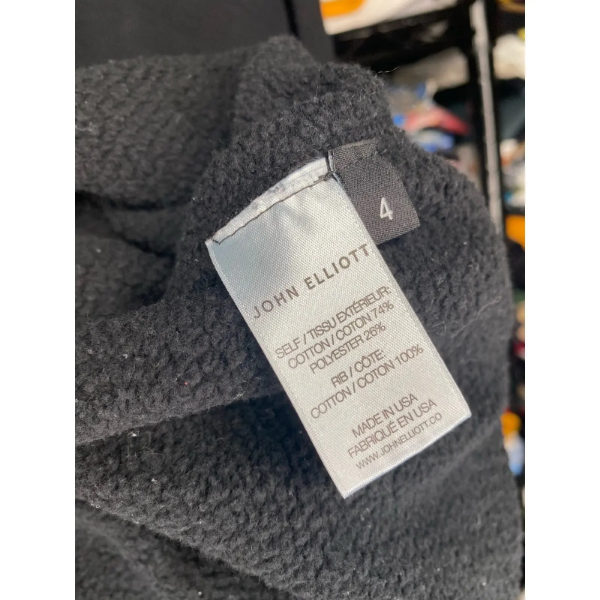 4
JOHN ELLIOTT
SELF / TISSU EXTÉRIEUR:
COTTON / COTON 74%
POLYESTER 26%
RIB / CÔTE:
COTTON / COTON 100%
MADE IN USA
FABRIQUÉ EN USA
WWW.JOHNELLIOTT.CO